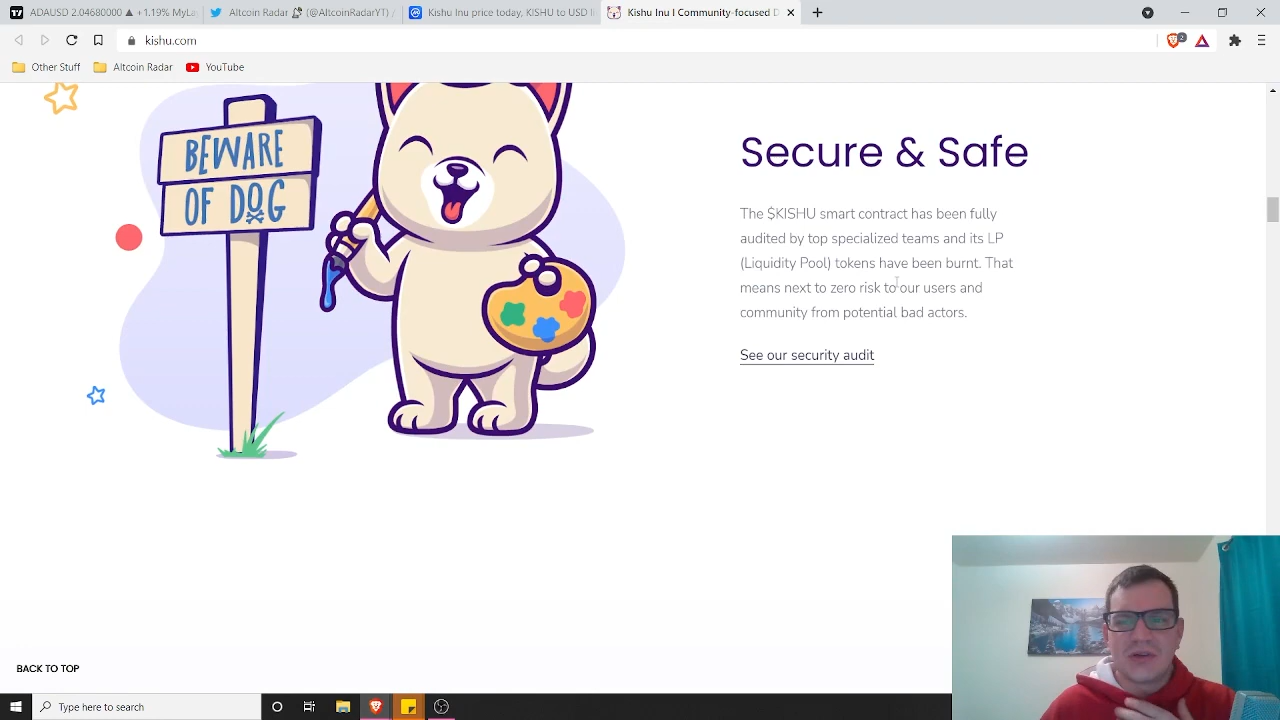 ADAUSD 2.04680000 ▲ +1.19% My
Altcoin Radar 🔭 (@AltcoinRadarYT) /
Kishu Inu price today, KISHU to USD li
Kishu Inu I Community-focused D
kishu.com
2
Other Stuff
Altcoin Radar
YouTube
BEWARE
OF DOG
Secure & Safe
The $KISHU smart contract has been fully
audited by top specialized teams and its LP
(Liquidity Pool) tokens have been burnt. That
means next to zero risk to our users and
community from potential bad actors.
See our security audit
BACK TO TOP
Type here to search